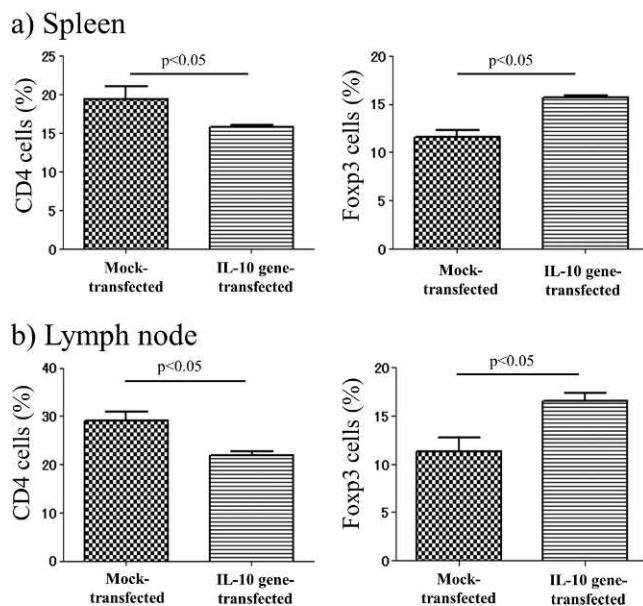 a) Spleen
CD4 cells (%)
25
20
15
10
5
0
p<0.05
Mock-
transfected
IL-10 gene-
transfected
Foxp3 cells (%)
20
15
10
5
0
p<0.05
Mock-
transfected
IL-10 gene-
transfected
b) Lymph node
CD4 cells (%)
40
30
20
10
0
p<0.05
Mock-
transfected
IL-10 gene-
transfected
Foxp3 cells (%)
20
15
10
5
0
p<0.05
Mock-
transfected
IL-10 gene-
transfected